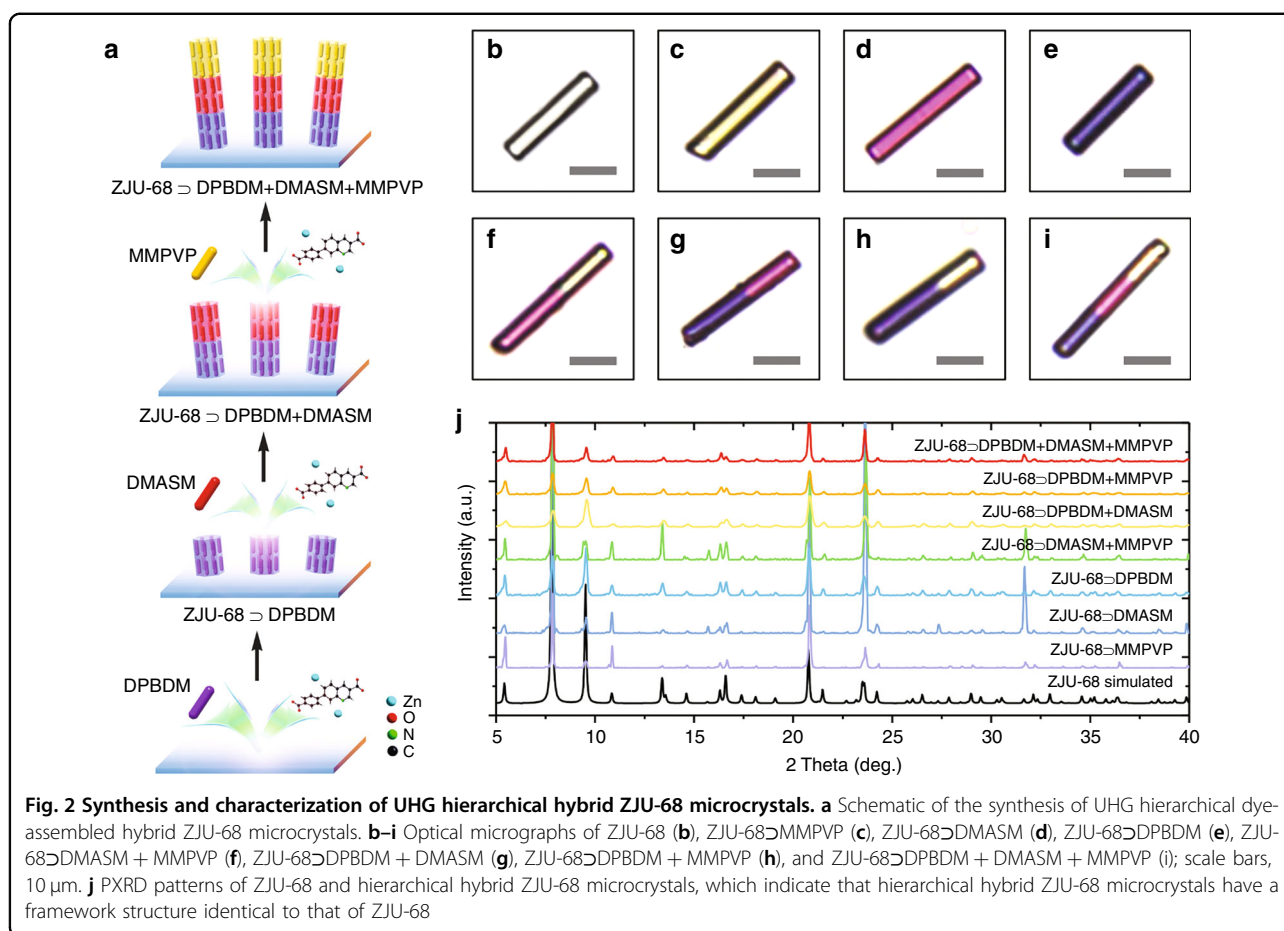 a
ZJU-68 ⊃ DPBDM+DMASM+MMPVP
MMPVP
ZJU-68 ⊃ DPBDM+DMASM
DMASM
ZJU-68 ⊃ DPBDM
DPBDM
Zn
O
N
C
b
c
d
e
f
g
h
i
j
ZJU-68⊃DPBDM+DMASM+MMPVP
ZJU-68⊃DPBDM+MMPVP
ZJU-68⊃DPBDM+DMASM
ZJU-68⊃DMASM+MMPVP
ZJU-68⊃DPBDM
ZJU-68⊃DMASM
ZJU-68⊃MMPVP
ZJU-68 simulated
Intensity (a.u.)
5 10 15 20 25 30 35 40
2 Theta (deg.)
Fig. 2 Synthesis and characterization of UHG hierarchical hybrid ZJU-68 microcrystals. a Schematic of the synthesis of UHG hierarchical dye-
assembled hybrid ZJU-68 microcrystals. b–i Optical micrographs of ZJU-68 (b), ZJU-68⊃MMPVP (c), ZJU-68⊃DMASM (d), ZJU-68⊃DPBDM (e), ZJU-
68⊃DMASM + MMPVP (f), ZJU-68⊃DPBDM + DMASM (g), ZJU-68⊃DPBDM + MMPVP (h), and ZJU-68⊃DPBDM + DMASM + MMPVP (i); scale bars,
10 μm. j PXRD patterns of ZJU-68 and hierarchical hybrid ZJU-68 microcrystals, which indicate that hierarchical hybrid ZJU-68 microcrystals have a
framework structure identical to that of ZJU-68